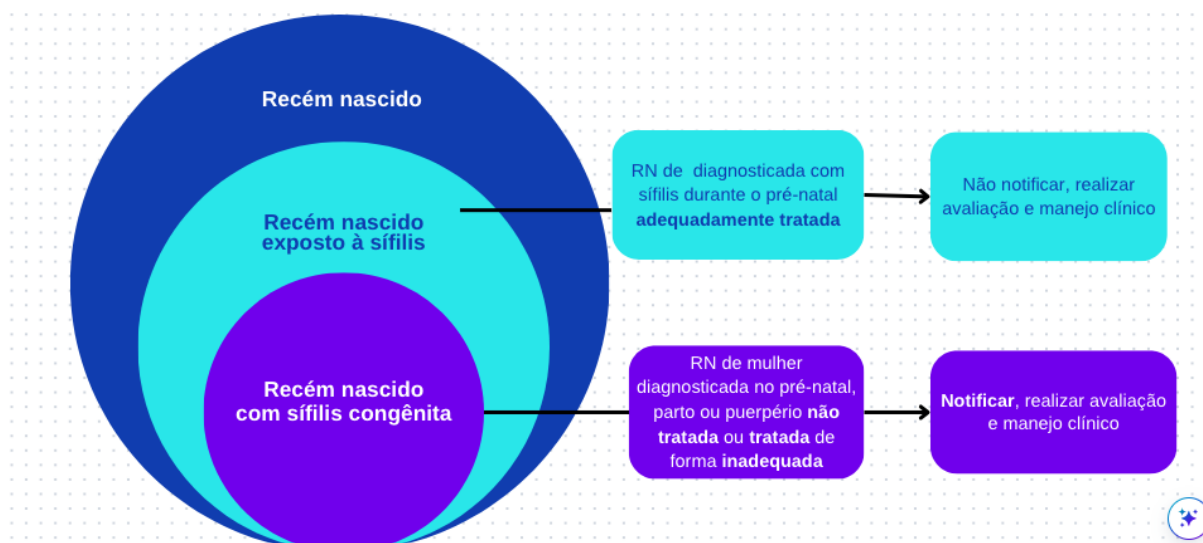 Recém nascido
Recém nascido
exposto à sífilis
Recém nascido
com sífilis congênita
RN de diagnosticada com
sífilis durante o pré-natal
adequadamente tratada
Não notificar, realizar
avaliação e manejo clínico
RN de mulher
diagnosticada no pré-natal,
parto ou puerpério não
tratada ou tratada de
forma inadequada
Notificar, realizar avaliação
e manejo clínico